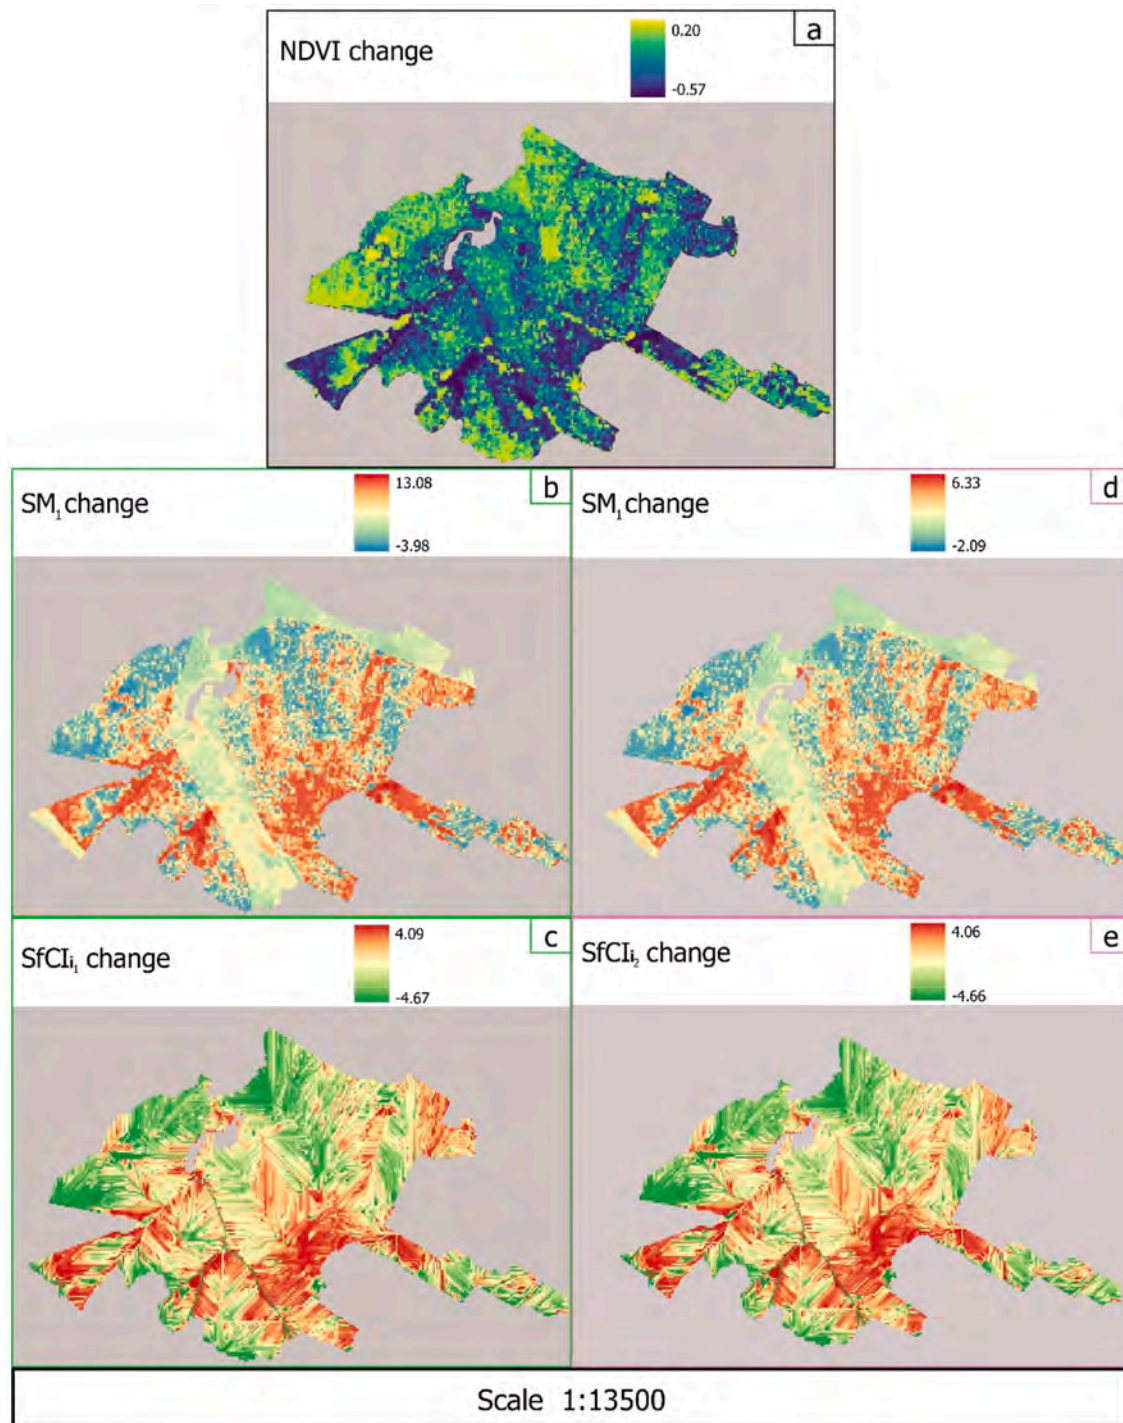 NDVI change
0.20
-0.57
a
SM₁ change
13.08
-3.98
b
SM₁ change
6.33
-2.09
d
SfCIi₁ change
4.09
-4.67
c
SfCIi₂ change
4.06
-4.66
e
Scale 1:13500